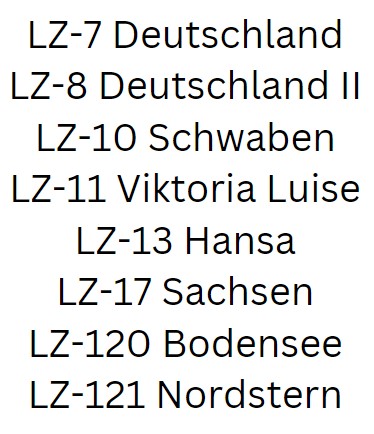 LZ-7 Deutschland
LZ-8 Deutschland II
LZ-10 Schwaben
LZ-11 Viktoria Luise
LZ-13 Hansa
LZ-17 Sachsen
LZ-120 Bodensee
LZ-121 Nordstern